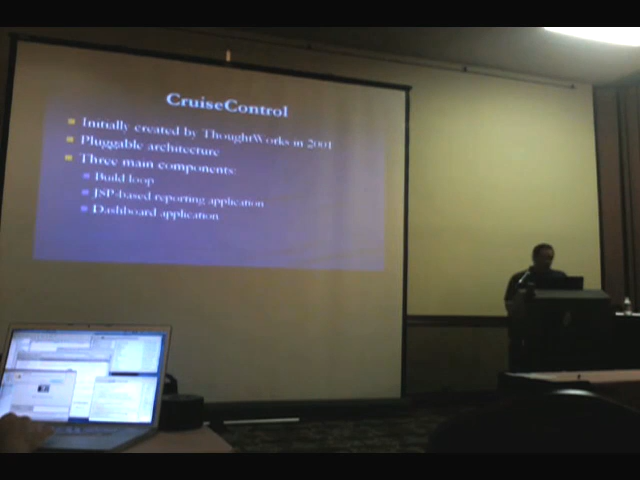 CruiseControl
Initially created by ThoughtWorks in 2001
Pluggable architecture
Three main components:
Build loop
JSP-based reporting application
Dashboard application